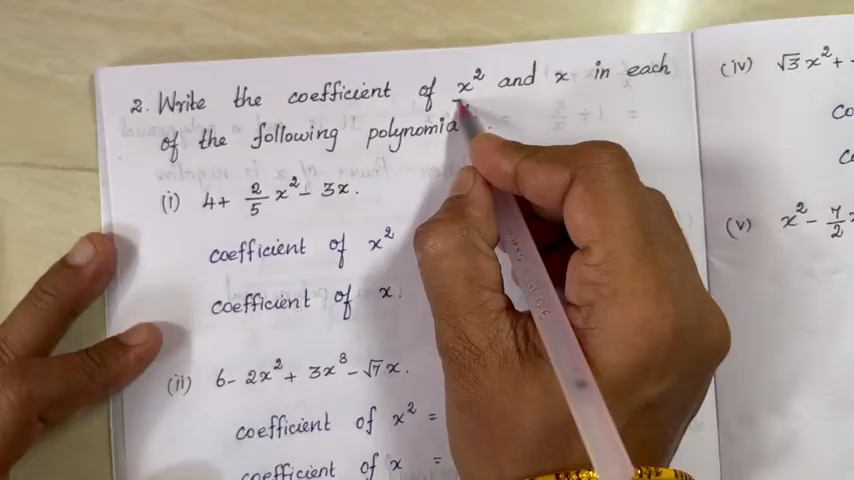 2. Write the coefficient of x² and x in each
of the following polynomia
(i) 4 + 2/5 x² - 3x.
coefficient of x²
coefficient of x.
(ii) 6 - 2x² + 3x³ - √7x.
coefficient of x² =
coefficient of x =
(iv) √3 x² +
co
(v) x² - 7/2